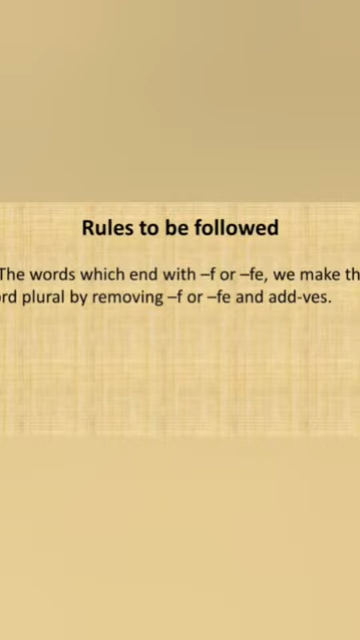 Rules to be followed
The words which end with –f or –fe, we make th
rd plural by removing –f or –fe and add-ves.